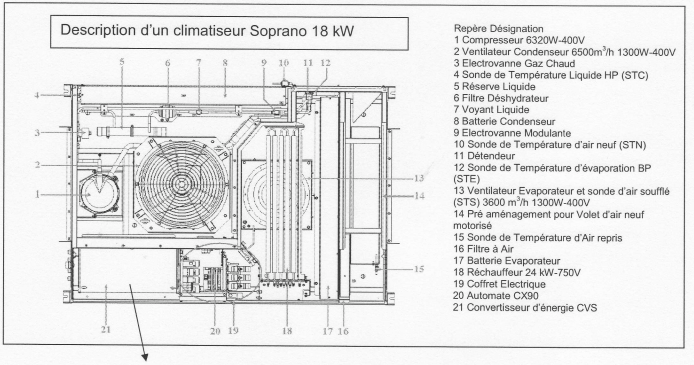 Description d'un climatiseur Soprano 18 kW
5
6
7
8
9
10
11
12
4
3
2
1
13
14
15
21
20
19
18
17
16
Repère Désignation
1 Compresseur 6320W-400V
2 Ventilateur Condenseur 6500m³/h 1300W-400V
3 Electrovanne Gaz Chaud
4 Sonde de Température Liquide HP (STC)
5 Réserve Liquide
6 Filtre Déshydrateur
7 Voyant Liquide
8 Batterie Condenseur
9 Electrovanne Modulante
10 Sonde de Température d'air neuf (STN)
11 Détendeur
12 Sonde de Température d'évaporation BP
(STE)
13 Ventilateur Evaporateur et sonde d'air soufflé
(STS) 3600 m³/h 1300W-400V
14 Pré aménagement pour Volet d'air neuf
motorisé
15 Sonde de Température d'Air repris
16 Filtre à Air
17 Batterie Evaporateur
18 Réchauffeur 24 kW-750V
19 Coffret Electrique
20 Automate CX90
21 Convertisseur d'énergie CVS